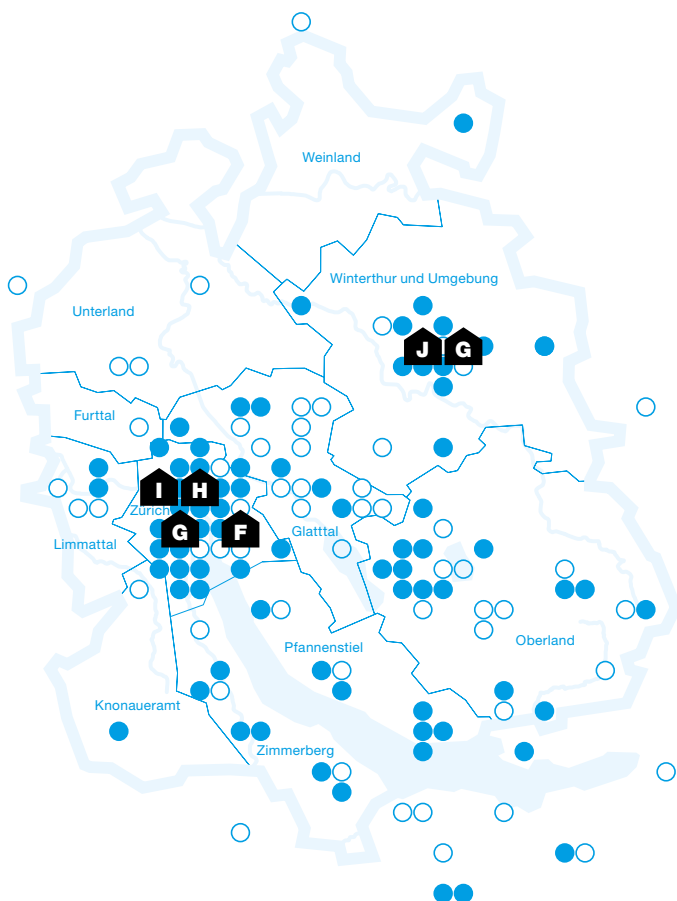 Weinland
Winterthur und Umgebung
Unterland
J G
Furttal
I H
Zürich
G F
Glatttal
Limmattal
Oberland
Pfannenstiel
Knonaueramt
Zimmerberg